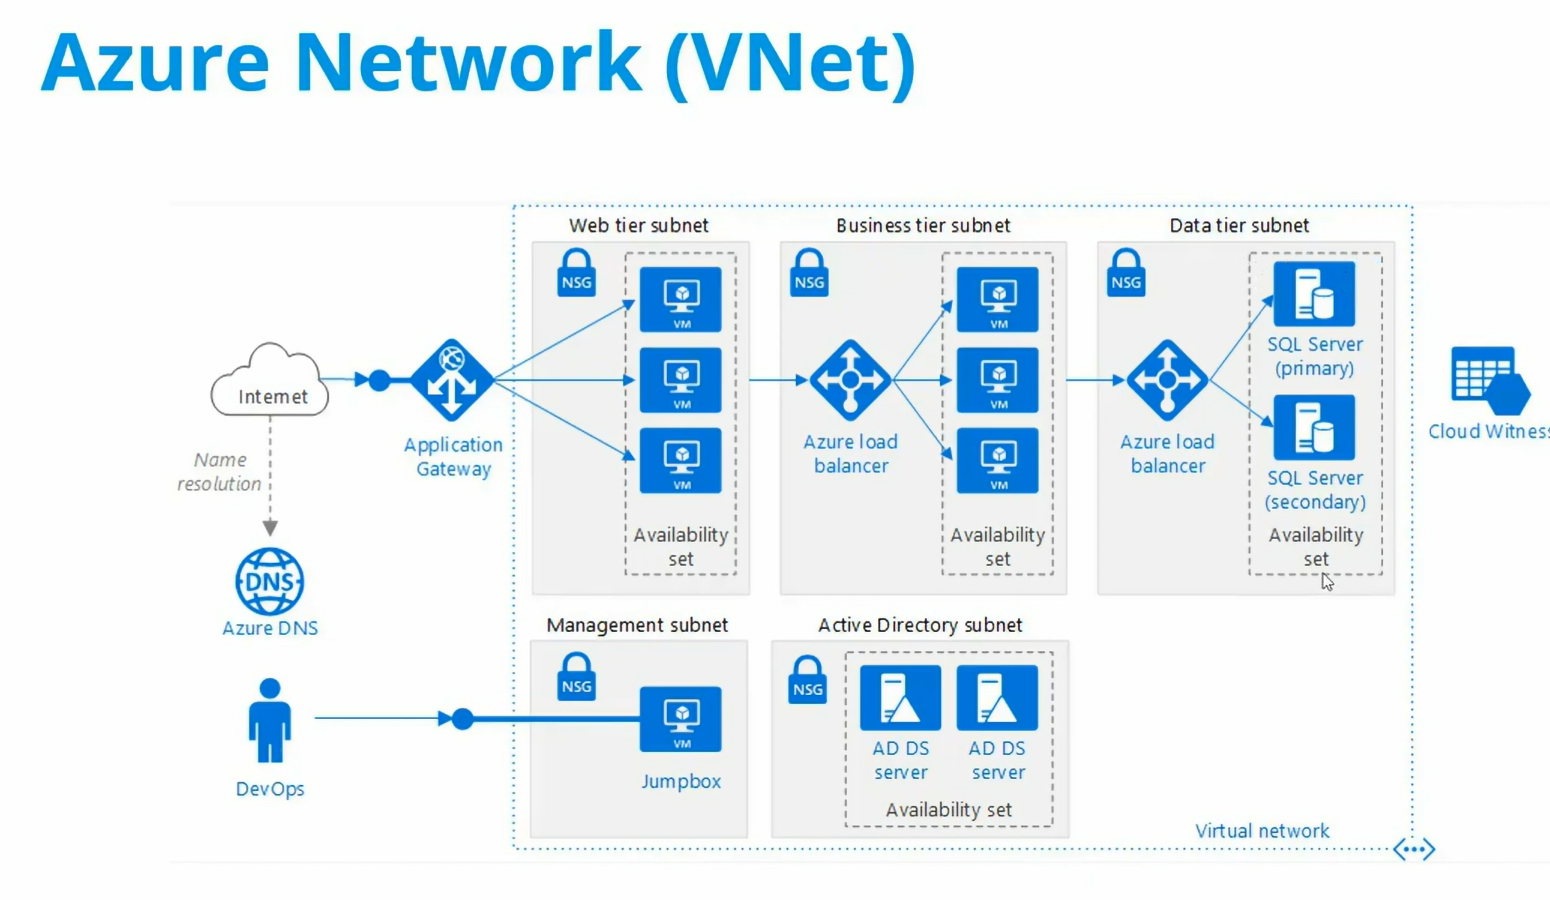 Azure Network (VNet)
Web tier subnet
NSG
VM
VM
VM
Availability
set
Business tier subnet
NSG
Azure load
balancer
VM
VM
VM
Availability
set
Data tier subnet
NSG
Azure load
balancer
SQL Server
(primary)
SQL Server
(secondary)
Availability
set
Internet
Application
Gateway
Name
resolution
DNS
Azure DNS
Cloud Witness
Management subnet
NSG
VM
Jumpbox
Active Directory subnet
NSG
AD DS
server
AD DS
server
Availability set
DevOps
Virtual network